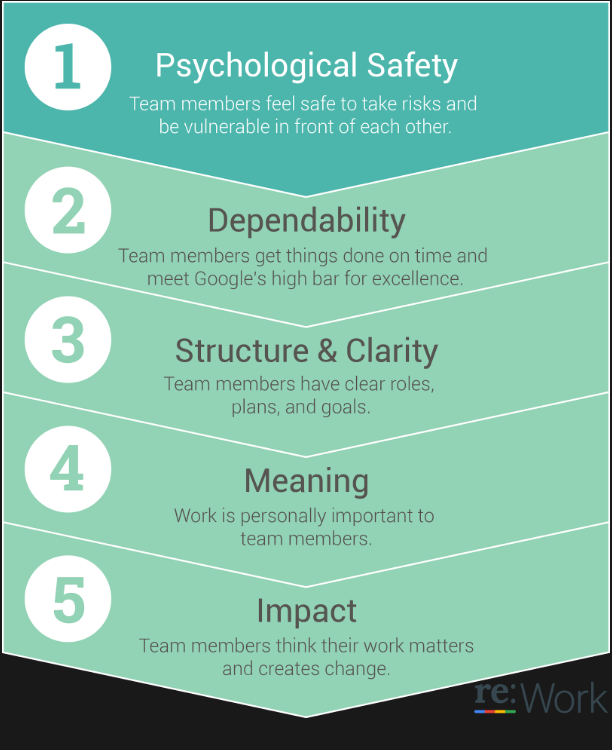 1
Psychological Safety
Team members feel safe to take risks and
be vulnerable in front of each other.
2
Dependability
Team members get things done on time and
meet Google's high bar for excellence.
3
Structure & Clarity
Team members have clear roles,
plans, and goals.
4
Meaning
Work is personally important to
team members.
5
Impact
Team members think their work matters
and creates change.
re:Work